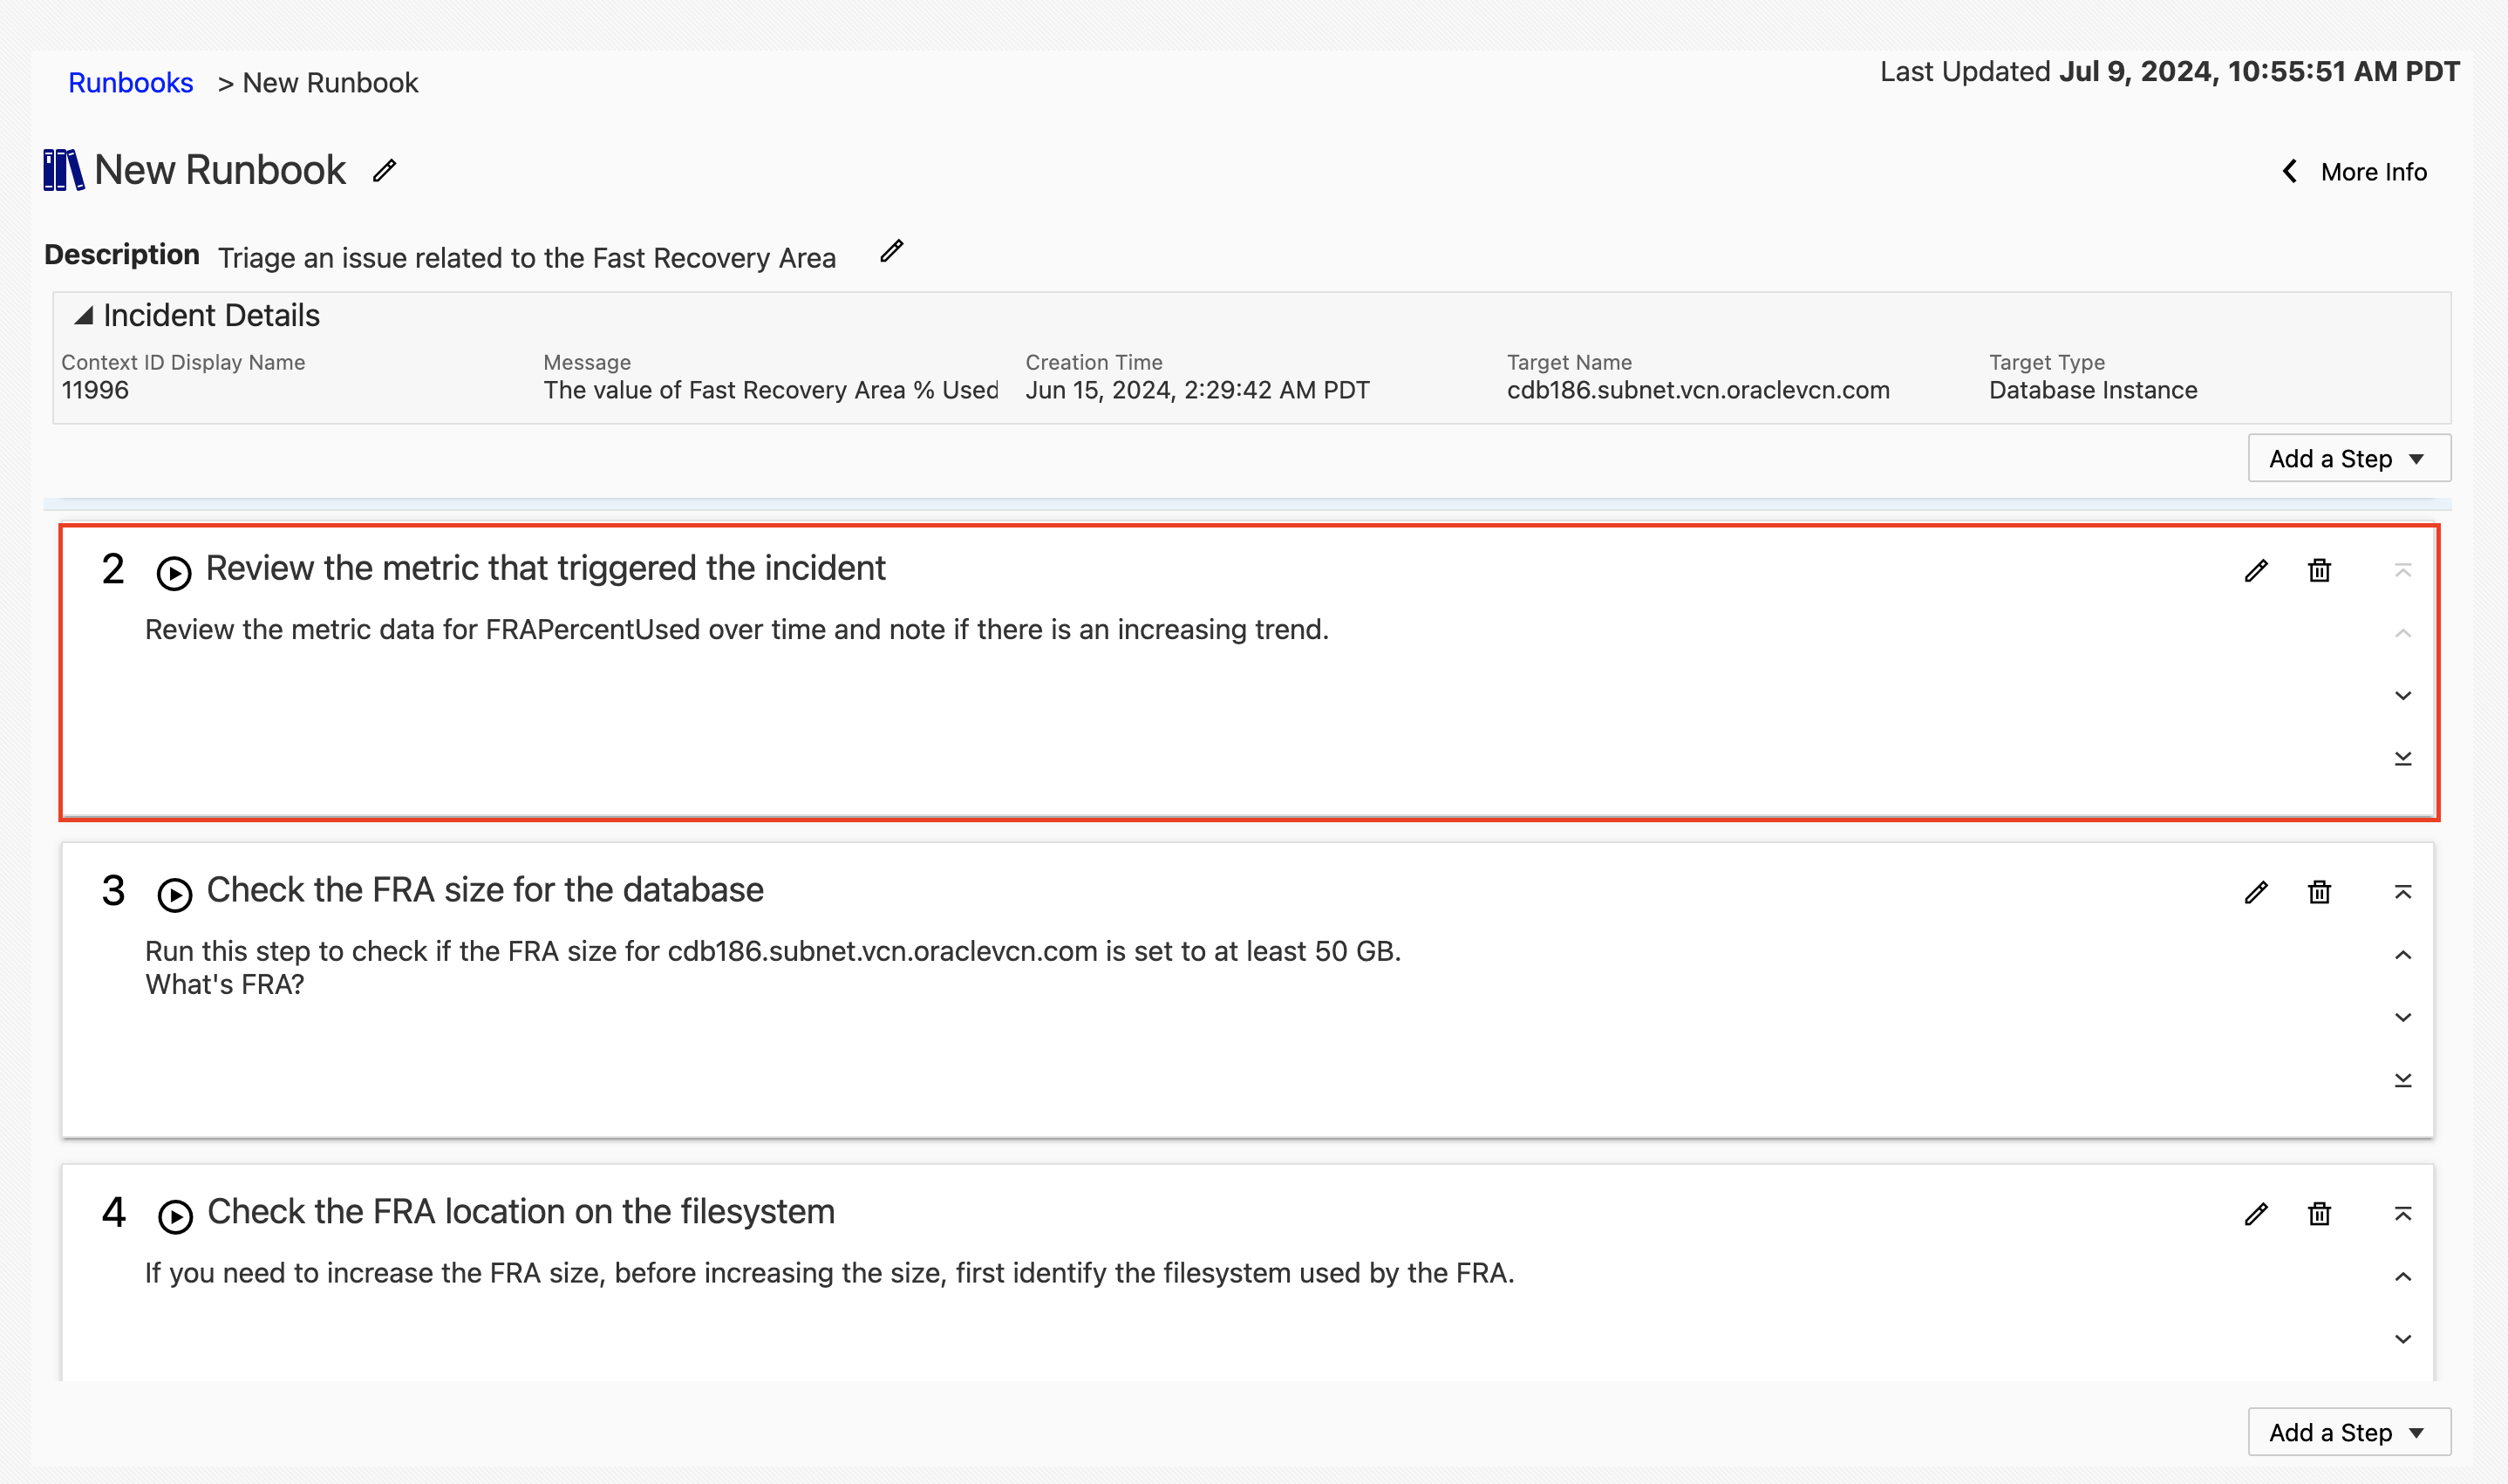 Runbooks > New Runbook
Last Updated Jul 9, 2024, 10:55:51 AM PDT
New Runbook
More Info
Description Triage an issue related to the Fast Recovery Area
Incident Details
Context ID Display Name
11996
Message
The value of Fast Recovery Area % Used
Creation Time
Jun 15, 2024, 2:29:42 AM PDT
Target Name
cdb186.subnet.vcn.oraclevcn.com
Target Type
Database Instance
Add a Step
2 Review the metric that triggered the incident
Review the metric data for FRAPercentUsed over time and note if there is an increasing trend.
3 Check the FRA size for the database
Run this step to check if the FRA size for cdb186.subnet.vcn.oraclevcn.com is set to at least 50 GB.
What's FRA?
4 Check the FRA location on the filesystem
If you need to increase the FRA size, before increasing the size, first identify the filesystem used by the FRA.
Add a Step